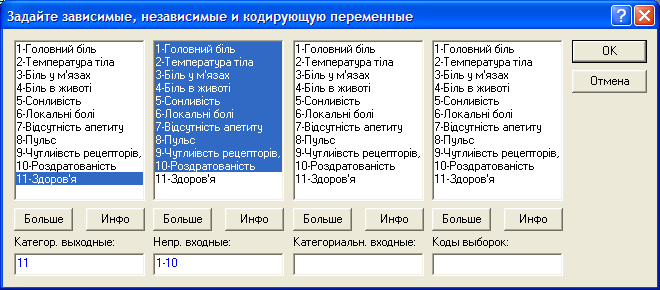 Задайте зависимые, независимые и кодирующую переменные
1-Головний біль
2-Температура тіла
3-Біль у м'язах
4-Біль в животі
5-Сонливість
6-Локальні болі
7-Відсутність апетиту
8-Пульс
9-Чутливість рецепторів,
10-Роздратованість
11-Здоров'я
1-Головний біль
2-Температура тіла
3-Біль у м'язах
4-Біль в животі
5-Сонливість
6-Локальні болі
7-Відсутність апетиту
8-Пульс
9-Чутливість рецепторів,
10-Роздратованість
11-Здоров'я
1-Головний біль
2-Температура тіла
3-Біль у м'язах
4-Біль в животі
5-Сонливість
6-Локальні болі
7-Відсутність апетиту
8-Пульс
9-Чутливість рецепторів,
10-Роздратованість
11-Здоров'я
1-Головний біль
2-Температура тіла
3-Біль у м'язах
4-Біль в животі
5-Сонливість
6-Локальні болі
7-Відсутність апетиту
8-Пульс
9-Чутливість рецепторів,
10-Роздратованість
11-Здоров'я
OK
Отмена
Больше Инфо Больше Инфо Больше Инфо Больше Инфо
Категор. выходные: Непр. входные: Категориальн. входные: Коды выборок:
11 1-10